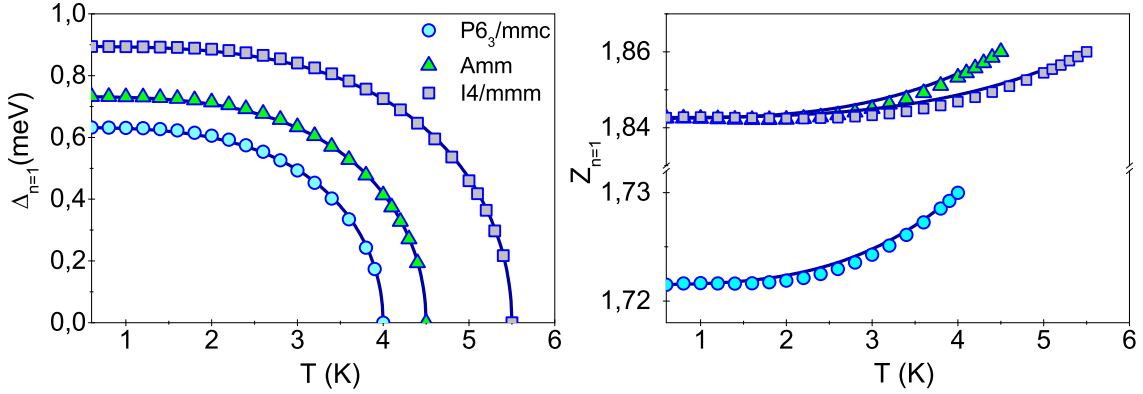 1,0
0,8
0,6
0,4
0,2
0,0
Δn=1(meV)
1 2 3 4 5 6
T (K)
P63/mmc
Amm
I4/mmm
1,86
1,84
1,73
1,72
Zn=1
1 2 3 4 5 6
T (K)